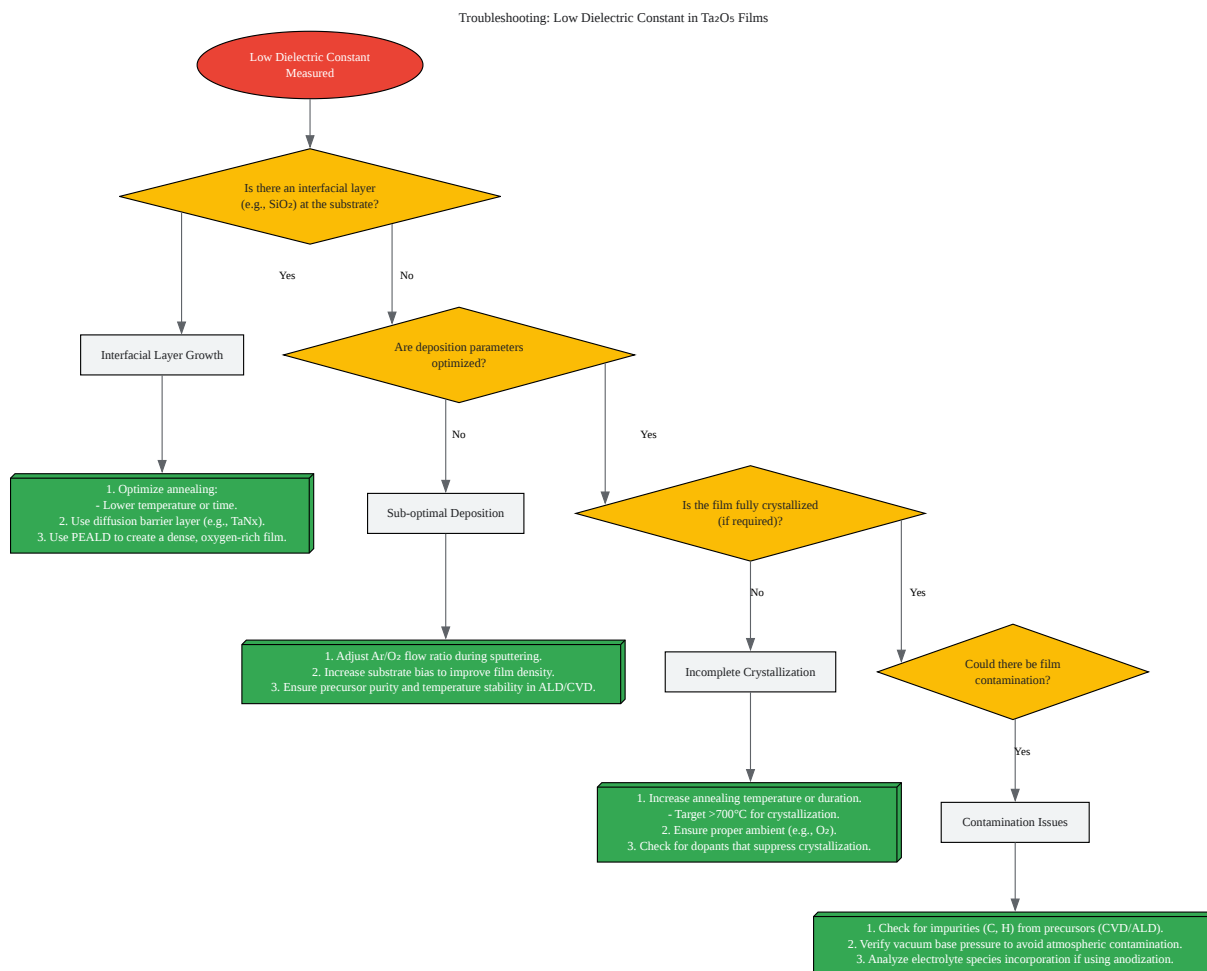 Troubleshooting: Low Dielectric Constant in Ta₂O₅ Films
Low Dielectric Constant
Measured
Is there an interfacial layer
(e.g., SiO₂) at the substrate?
Yes
No
Interfacial Layer Growth
Are deposition parameters
optimized?
No
Yes
1. Optimize annealing:
- Lower temperature or time.
2. Use diffusion barrier layer (e.g., TaNx).
3. Use PEALD to create a dense, oxygen-rich film.
Sub-optimal Deposition
Is the film fully crystallized
(if required)?
No
Yes
1. Adjust Ar/O₂ flow ratio during sputtering.
2. Increase substrate bias to improve film density.
3. Ensure precursor purity and temperature stability in ALD/CVD.
Incomplete Crystallization
Could there be film
contamination?
Yes
1. Increase annealing temperature or duration.
- Target >700°C for crystallization.
2. Ensure proper ambient (e.g., O₂).
3. Check for dopants that suppress crystallization.
Contamination Issues
1. Check for impurities (C, H) from precursors (CVD/ALD).
2. Verify vacuum base pressure to avoid atmospheric contamination.
3. Analyze electrolyte species incorporation if using anodization.